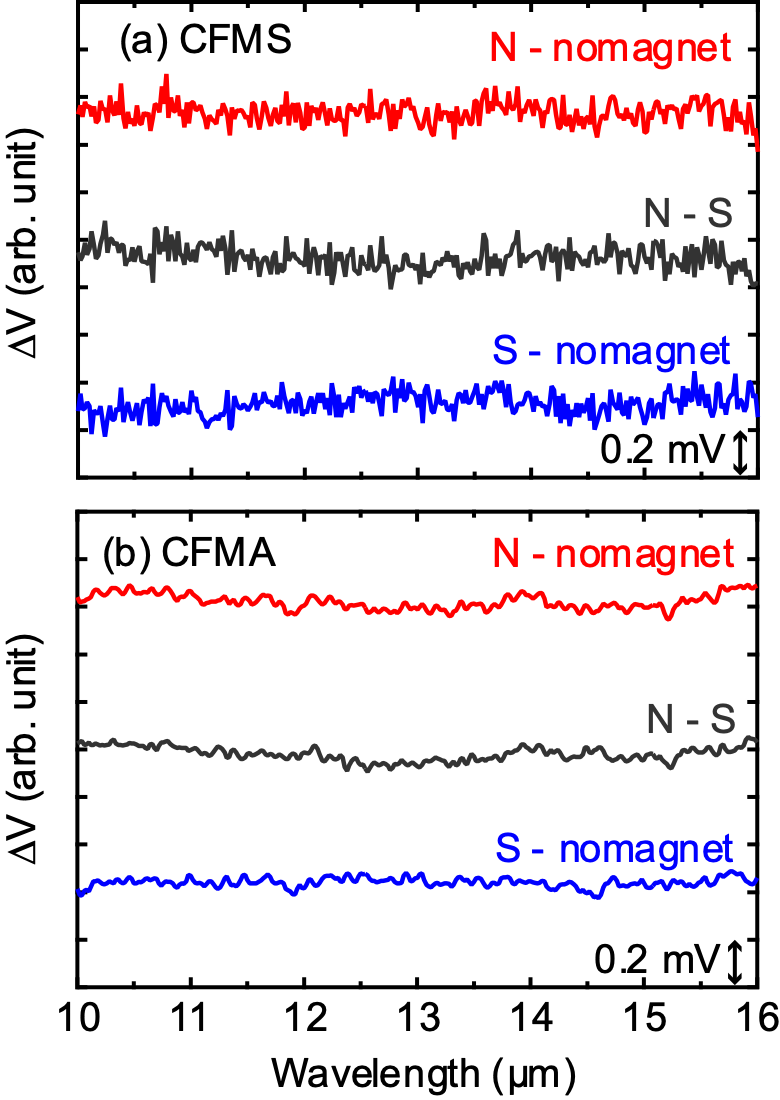 (a) CFMS
N - nomagnet
N - S
S - nomagnet
0.2 mV
ΔV (arb. unit)
(b) CFMA
N - nomagnet
N - S
S - nomagnet
0.2 mV
ΔV (arb. unit)
10 11 12 13 14 15 16
Wavelength (μm)